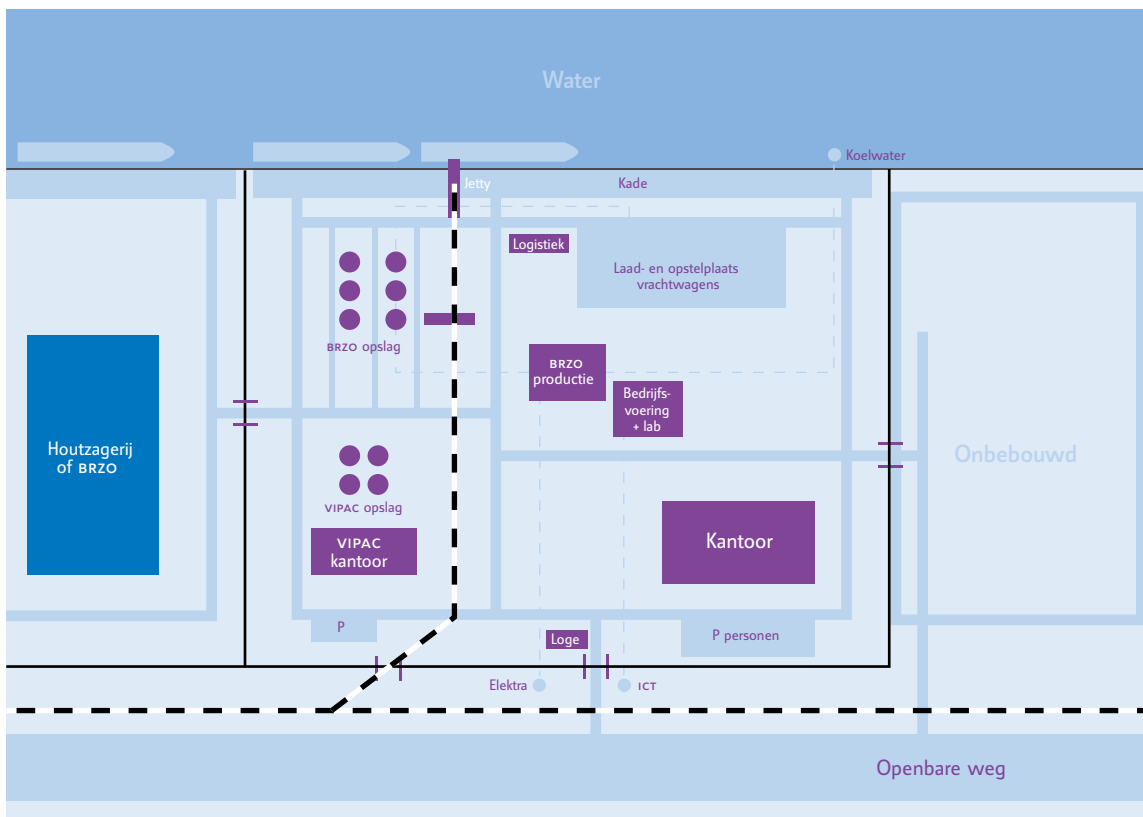 Water
Koelwater
Jetty
Kade
Logistiek
Laad- en opstelplaats
vrachtwagens
BRZO opslag
BRZO
productie
Bedrijfs-
voering
+ lab
Houtzagerij
of BRZO
Onbebouwd
VIPAC opslag
VIPAC
kantoor
Kantoor
P
Loge
P personen
Elektra
ICT
Openbare weg